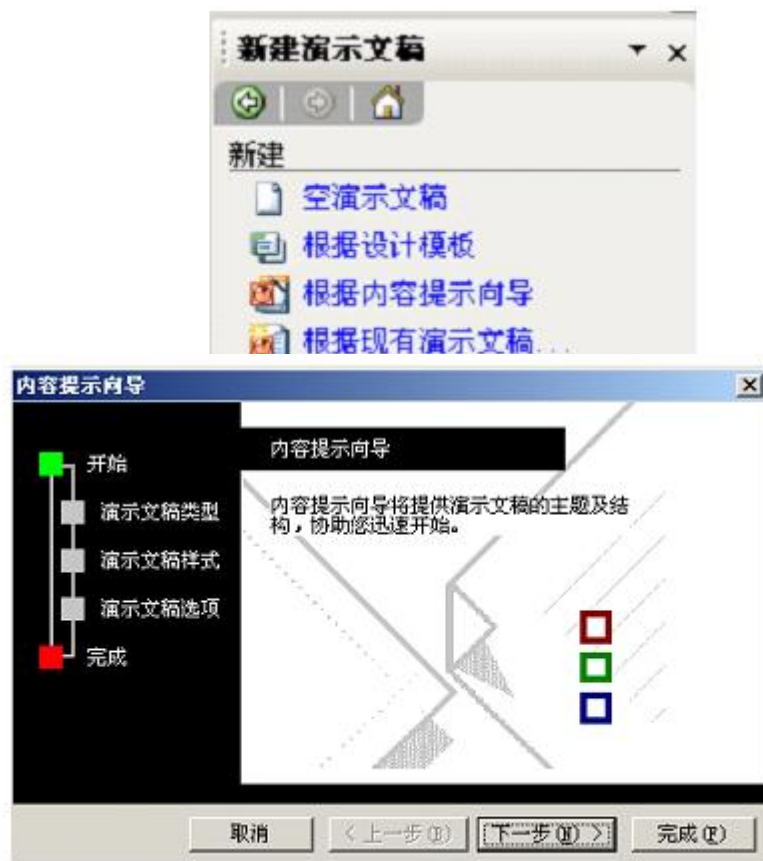 新建演示文稿
新建
空演示文稿
根据设计模板
根据内容提示向导
根据现有演示文稿...
内容提示向导
开始
演示文稿类型
演示文稿样式
演示文稿选项
完成
内容提示向导
内容提示向导将提供演示文稿的主题及结
构，协助您迅速开始。
取消
< 上一步(B)
下一步(N) >
完成(F)